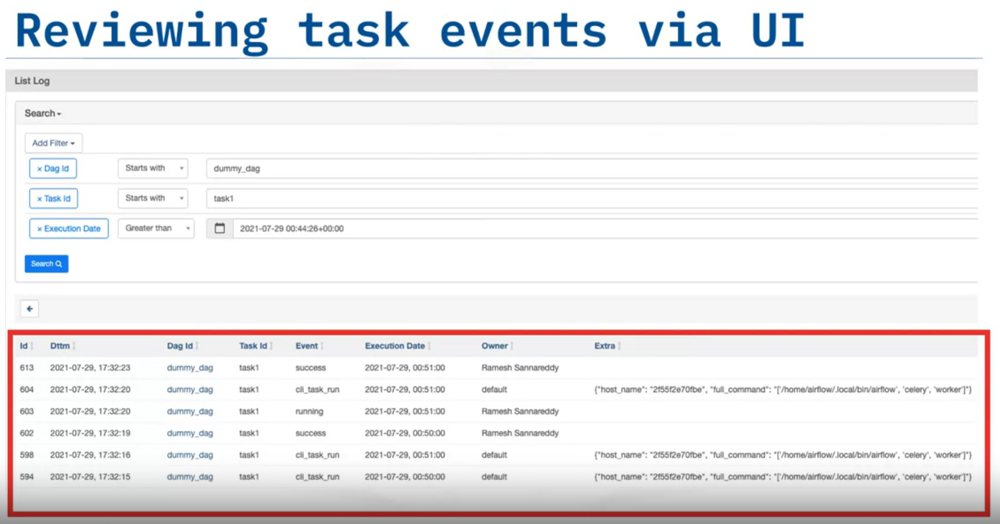 Reviewing task events via UI
List Log
Search
Add Filter
× Dag Id Starts with dummy_dag
× Task Id Starts with task1
× Execution Date Greater than 2021-07-29 00:44:26+00:00
Search
Id Dttm Dag Id Task Id Event Execution Date Owner Extra
613 2021-07-29, 17:32:23 dummy_dag task1 success 2021-07-29, 00:51:00 Ramesh Sannareddy
604 2021-07-29, 17:32:20 dummy_dag task1 cli_task_run 2021-07-29, 00:51:00 default {"host_name": "2f55f2e70fbe", "full_command": "['/home/airflow/.local/bin/airflow', 'celery', 'worker']"}
603 2021-07-29, 17:32:20 dummy_dag task1 running 2021-07-29, 00:51:00 Ramesh Sannareddy
602 2021-07-29, 17:32:19 dummy_dag task1 success 2021-07-29, 00:50:00 Ramesh Sannareddy
598 2021-07-29, 17:32:16 dummy_dag task1 cli_task_run 2021-07-29, 00:51:00 default {"host_name": "2f55f2e70fbe", "full_command": "['/home/airflow/.local/bin/airflow', 'celery', 'worker']"}
594 2021-07-29, 17:32:15 dummy_dag task1 cli_task_run 2021-07-29, 00:50:00 default {"host_name": "2f55f2e70fbe", "full_command": "['/home/airflow/.local/bin/airflow', 'celery', 'worker']"}